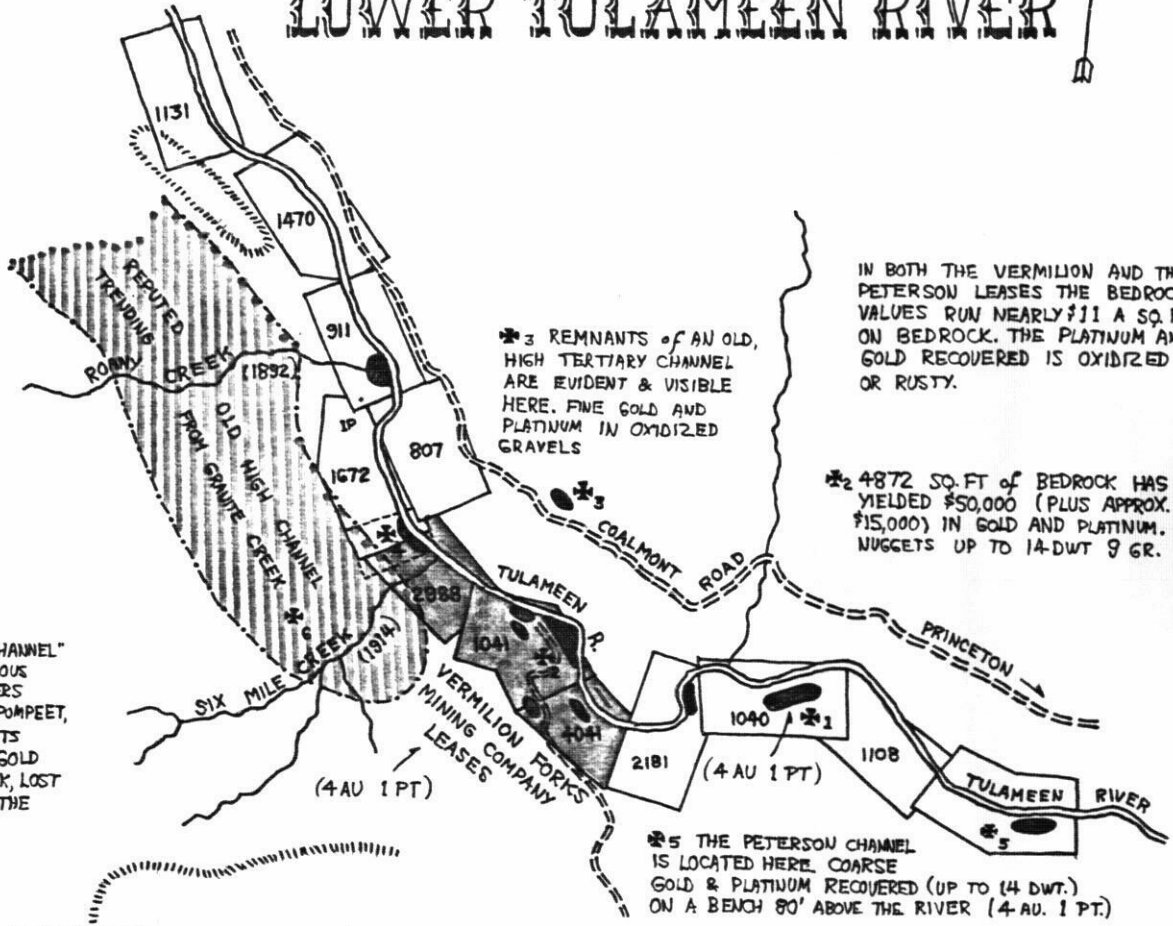 LOWER TULAMEEN RIVER
1131
1470
911
REPUTED
TRENDING
OLD HIGH CHANNEL
FROM GRANITE CREEK
ROANY CREEK (1892)
1P
1672
807
✠3 REMNANTS of AN OLD,
HIGH TERTIARY CHANNEL
ARE EVIDENT & VISIBLE
HERE. FINE GOLD AND
PLATINUM IN OXIDIZED
GRAVELS
IN BOTH THE VERMILION AND TH
PETERSON LEASES THE BEDROC
VALUES RUN NEARLY $11 A SQ.
ON BEDROCK. THE PLATINUM AN
GOLD RECOVERED IS OXIDIZED
OR RUSTY.
✠2 4872 SQ. FT of BEDROCK HAS
YIELDED $50,000 (PLUS APPROX.
$15,000) IN GOLD AND PLATINUM.
NUGGETS UP TO 14 DWT 9 GR.
✠3
COALMONT ROAD
PRINCETON
TULAMEEN R.
2988
1041
✠2
4041
2181
1040
✠1
1108
TULAMEEN RIVER
✠5
✠6
SIX MILE CREEK (1914)
HANNEL"
OUS
ERS
POMPEET,
TS
GOLD
K, LOST
THE
VERMILION FORKS
MINING COMPANY
LEASES
(4 AU 1 PT)
(4 AU 1 PT)
✠5 THE PETERSON CHANNEL
IS LOCATED HERE. COARSE
GOLD & PLATINUM RECOVERED (UP TO 14 DWT.)
ON A BENCH 80' ABOVE THE RIVER (4 AU. 1 PT.)